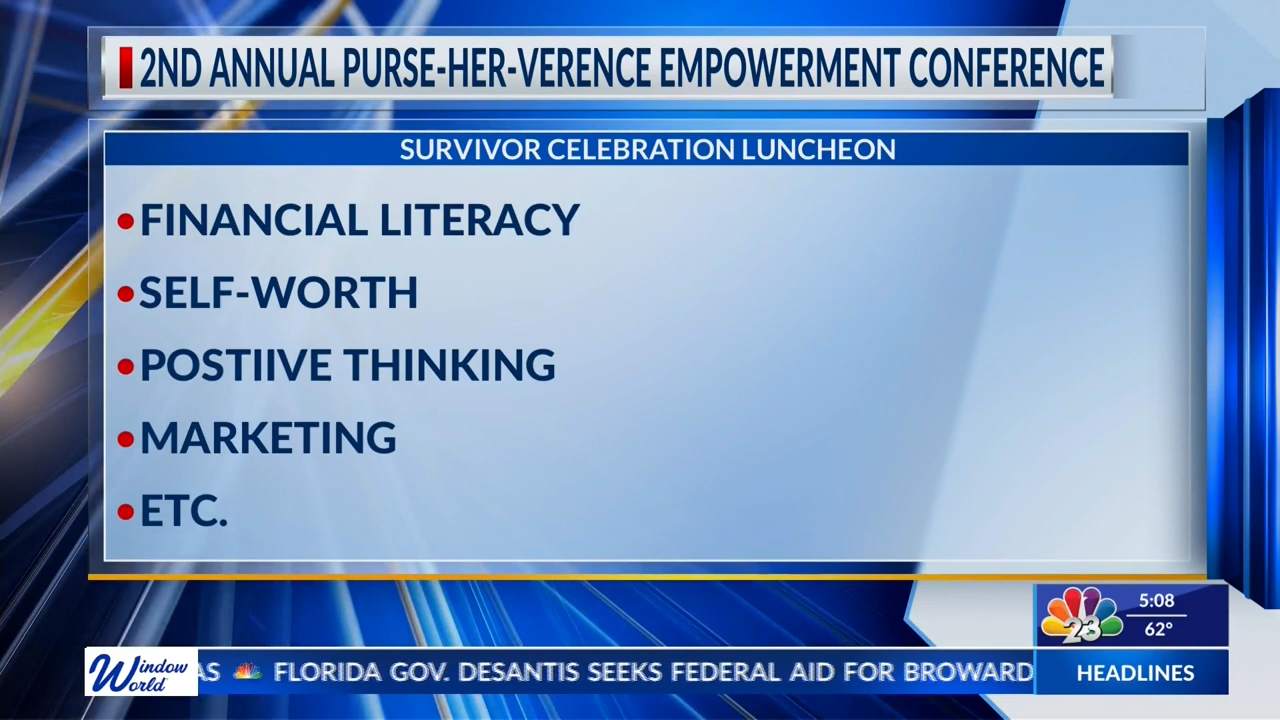 2ND ANNUAL PURSE-HER-VERENCE EMPOWERMENT CONFERENCE
SURVIVOR CELEBRATION LUNCHEON
•FINANCIAL LITERACY
•SELF-WORTH
•POSTIIVE THINKING
•MARKETING
•ETC.
23
5:08
62°
Window World
AS FLORIDA GOV. DESANTIS SEEKS FEDERAL AID FOR BROWARD
HEADLINES